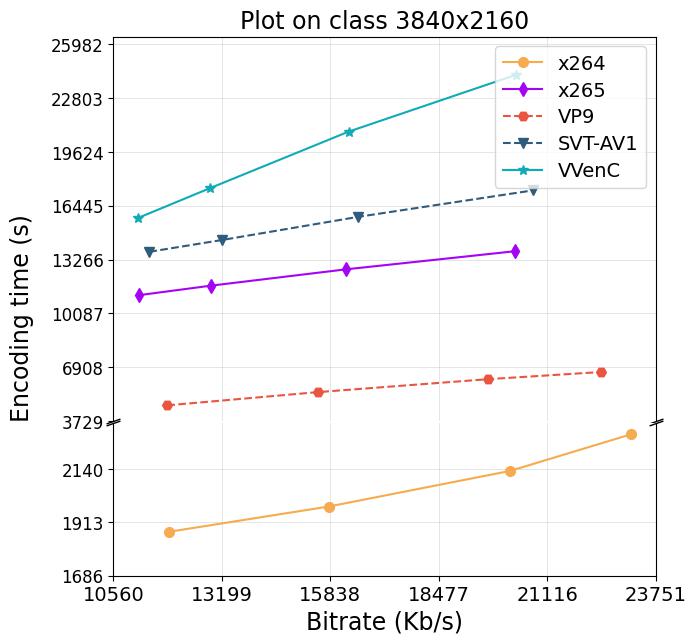 Plot on class 3840x2160
25982
22803
19624
16445
13266
10087
6908
3729
2140
1913
1686
Encoding time (s)
x264
x265
VP9
SVT-AV1
VVenC
10560 13199 15838 18477 21116 23751
Bitrate (Kb/s)